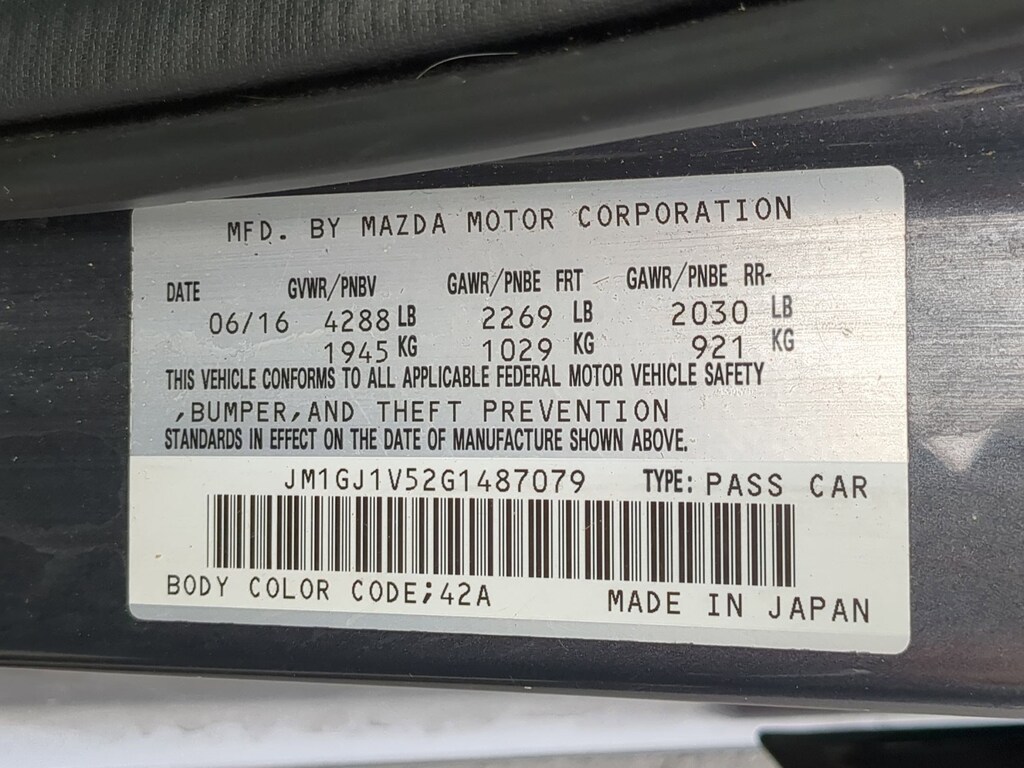 MFD. BY MAZDA MOTOR CORPORATION
DATE GVWR/PNBV GAWR/PNBE FRT GAWR/PNBE RR-
06/16 4288 LB 2269 LB 2030 LB
1945 KG 1029 KG 921 KG
THIS VEHICLE CONFORMS TO ALL APPLICABLE FEDERAL MOTOR VEHICLE SAFETY
,BUMPER,AND THEFT PREVENTION
STANDARDS IN EFFECT ON THE DATE OF MANUFACTURE SHOWN ABOVE.
JM1GJ1V52G1487079 TYPE: PASS CAR
BODY COLOR CODE;42A MADE IN JAPAN